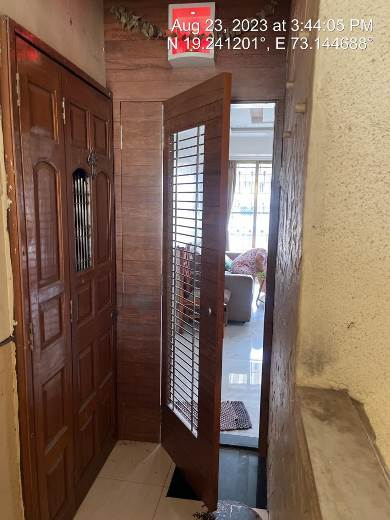 Aug 23, 2023 at 3:44:05 PM
N 19.241201°, E 73.144688°